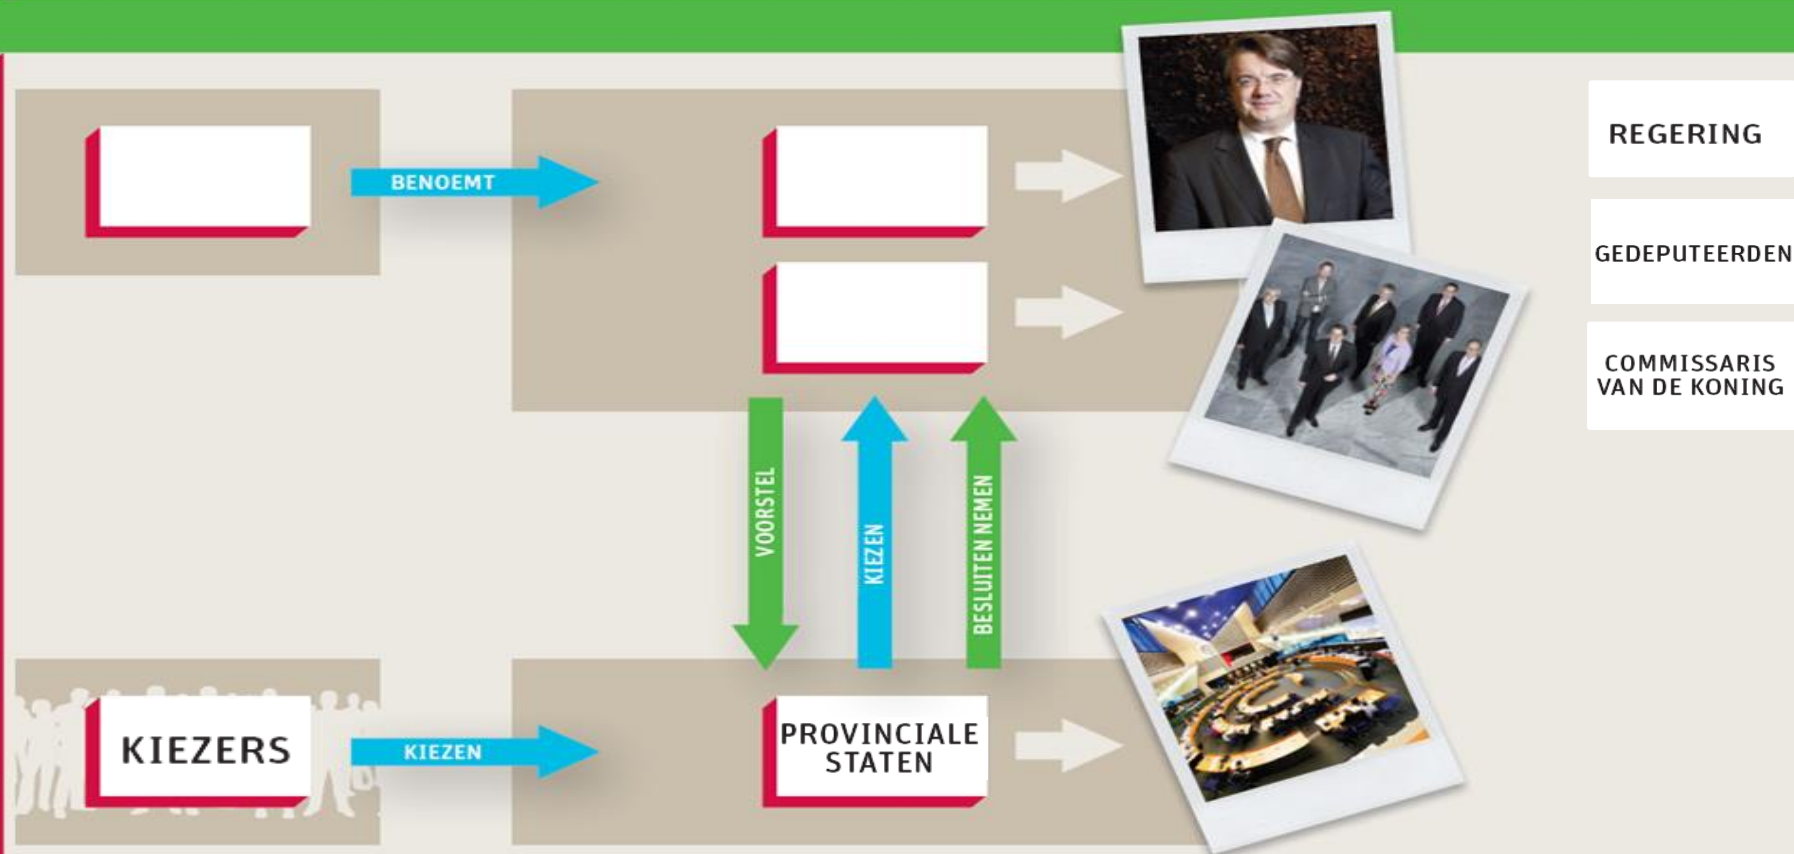 BENOEMT
REGERING
GEDEPUTEERDEN
COMMISSARIS
VAN DE KONING
VOORSTEL
KIEZEN
BESLUITEN NEMEN
KIEZERS
KIEZEN
PROVINCIALE
STATEN